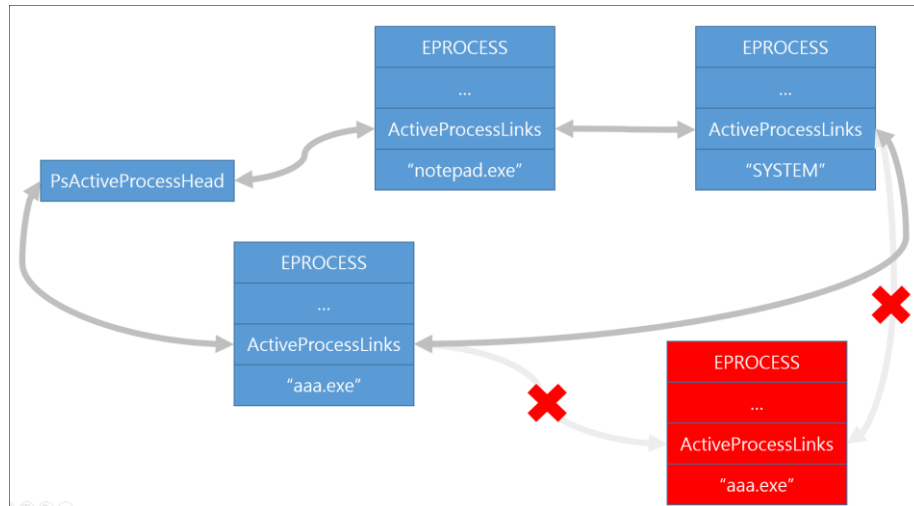 EPROCESS
...
ActiveProcessLinks
"notepad.exe"
EPROCESS
...
ActiveProcessLinks
"SYSTEM"
PsActiveProcessHead
EPROCESS
...
ActiveProcessLinks
"aaa.exe"
EPROCESS
...
ActiveProcessLinks
"aaa.exe"